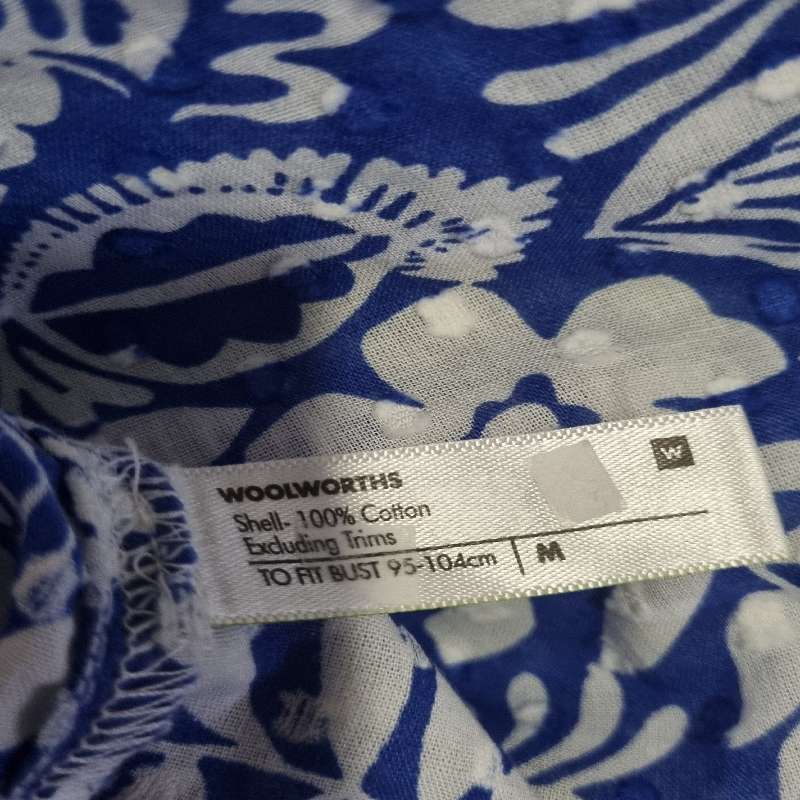 W
WOOLWORTHS
Shell- 100% Cotton
Excluding Trims
TO FIT BUST 95-104cm | M